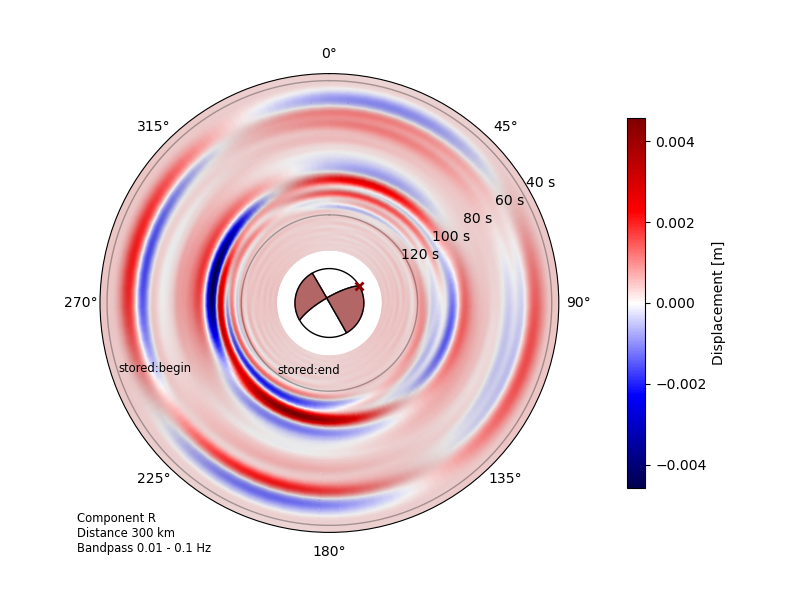 0°
315°
45°
40 s
60 s
80 s
100 s
120 s
270°
90°
stored:begin
stored:end
225°
135°
180°
Component R
Distance 300 km
Bandpass 0.01 - 0.1 Hz
0.004
0.002
0.000
−0.002
−0.004
Displacement [m]